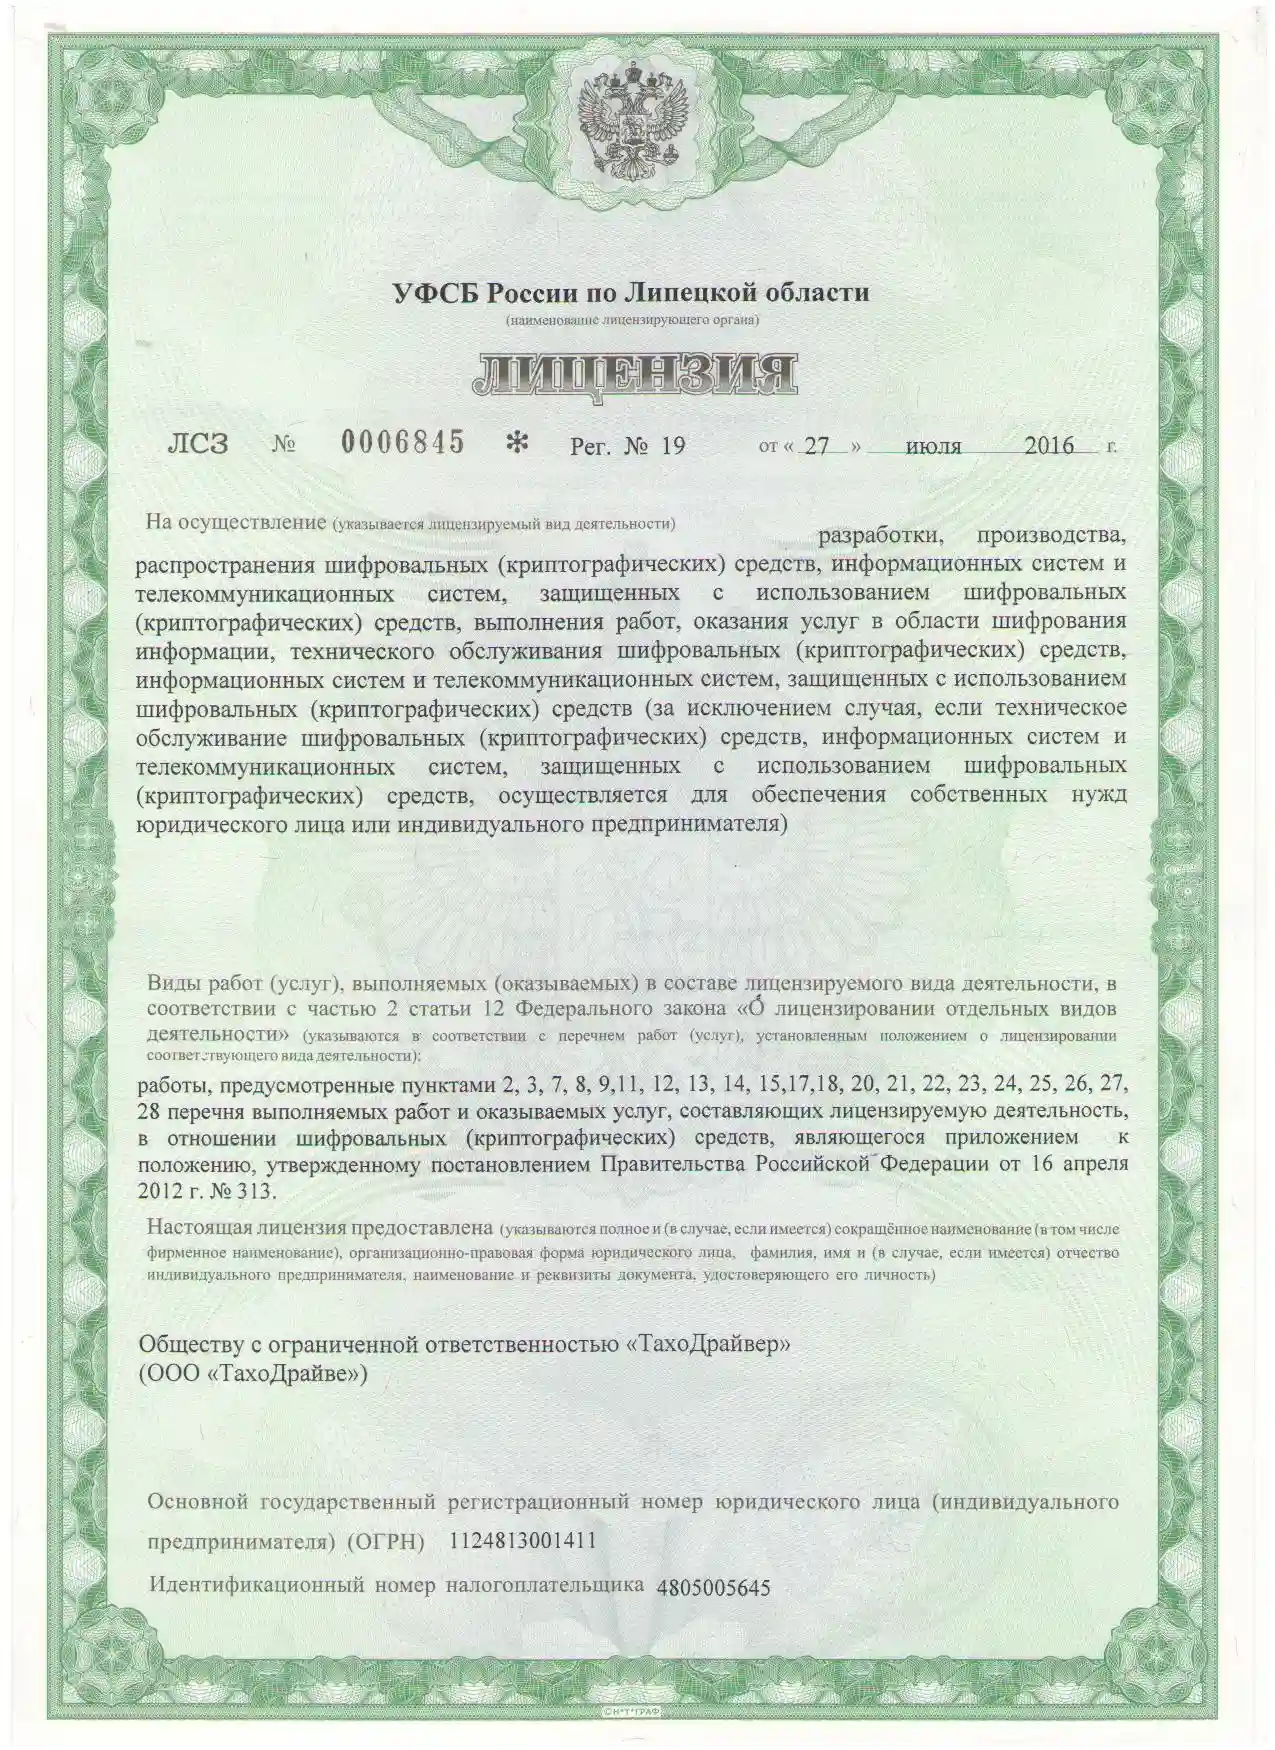 УФСБ России по Липецкой области
(наименование лицензирующего органа)
ЛИЦЕНЗИЯ
ЛСЗ № 0006845 * Рег. № 19 от « 27 » июля 2016 г.
На осуществление (указывается лицензируемый вид деятельности)
разработки, производства,
распространения шифровальных (криптографических) средств, информационных систем и
телекоммуникационных систем, защищенных с использованием шифровальных
(криптографических) средств, выполнения работ, оказания услуг в области шифрования
информации, технического обслуживания шифровальных (криптографических) средств,
информационных систем и телекоммуникационных систем, защищенных с использованием
шифровальных (криптографических) средств (за исключением случая, если техническое
обслуживание шифровальных (криптографических) средств, информационных систем и
телекоммуникационных систем, защищенных с использованием шифровальных
(криптографических) средств, осуществляется для обеспечения собственных нужд
юридического лица или индивидуального предпринимателя)
Виды работ (услуг), выполняемых (оказываемых) в составе лицензируемого вида деятельности, в
соответствии с частью 2 статьи 12 Федерального закона «О лицензировании отдельных видов
деятельности» (указываются в соответствии с перечнем работ (услуг), установленным положением о лицензировании
соответствующего вида деятельности):
работы, предусмотренные пунктами 2, 3, 7, 8, 9,11, 12, 13, 14, 15,17,18, 20, 21, 22, 23, 24, 25, 26, 27,
28 перечня выполняемых работ и оказываемых услуг, составляющих лицензируемую деятельность,
в отношении шифровальных (криптографических) средств, являющегося приложением к
положению, утвержденному постановлением Правительства Российской Федерации от 16 апреля
2012 г. № 313.
Настоящая лицензия предоставлена (указываются полное и (в случае, если имеется) сокращённое наименование (в том числе
фирменное наименование), организационно-правовая форма юридического лица, фамилия, имя и (в случае, если имеется) отчество
индивидуального предпринимателя, наименование и реквизиты документа, удостоверяющего его личность)
Обществу с ограниченной ответственностью «ТахоДрайвер»
(ООО «ТахоДрайве»)
Основной государственный регистрационный номер юридического лица (индивидуального
предпринимателя) (ОГРН) 1124813001411
Идентификационный номер налогоплательщика 4805005645